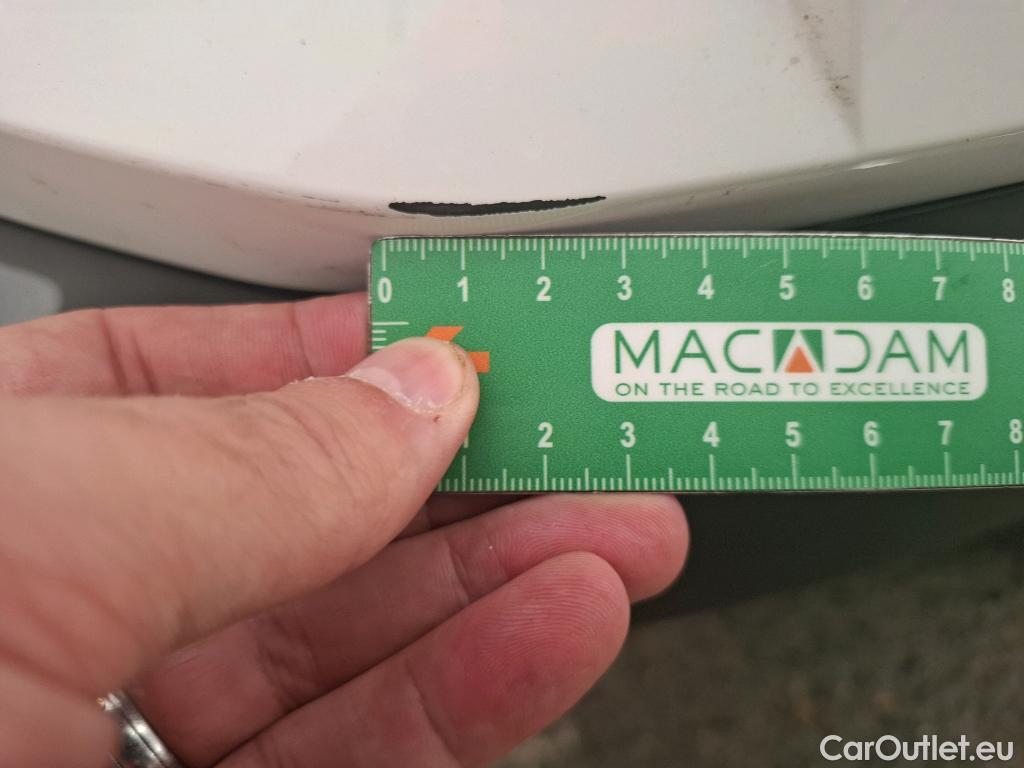 0 1 2 3 4 5 6 7 8
MACADAM
ON THE ROAD TO EXCELLENCE
1 2 3 4 5 6 7 8
CarOutlet.eu